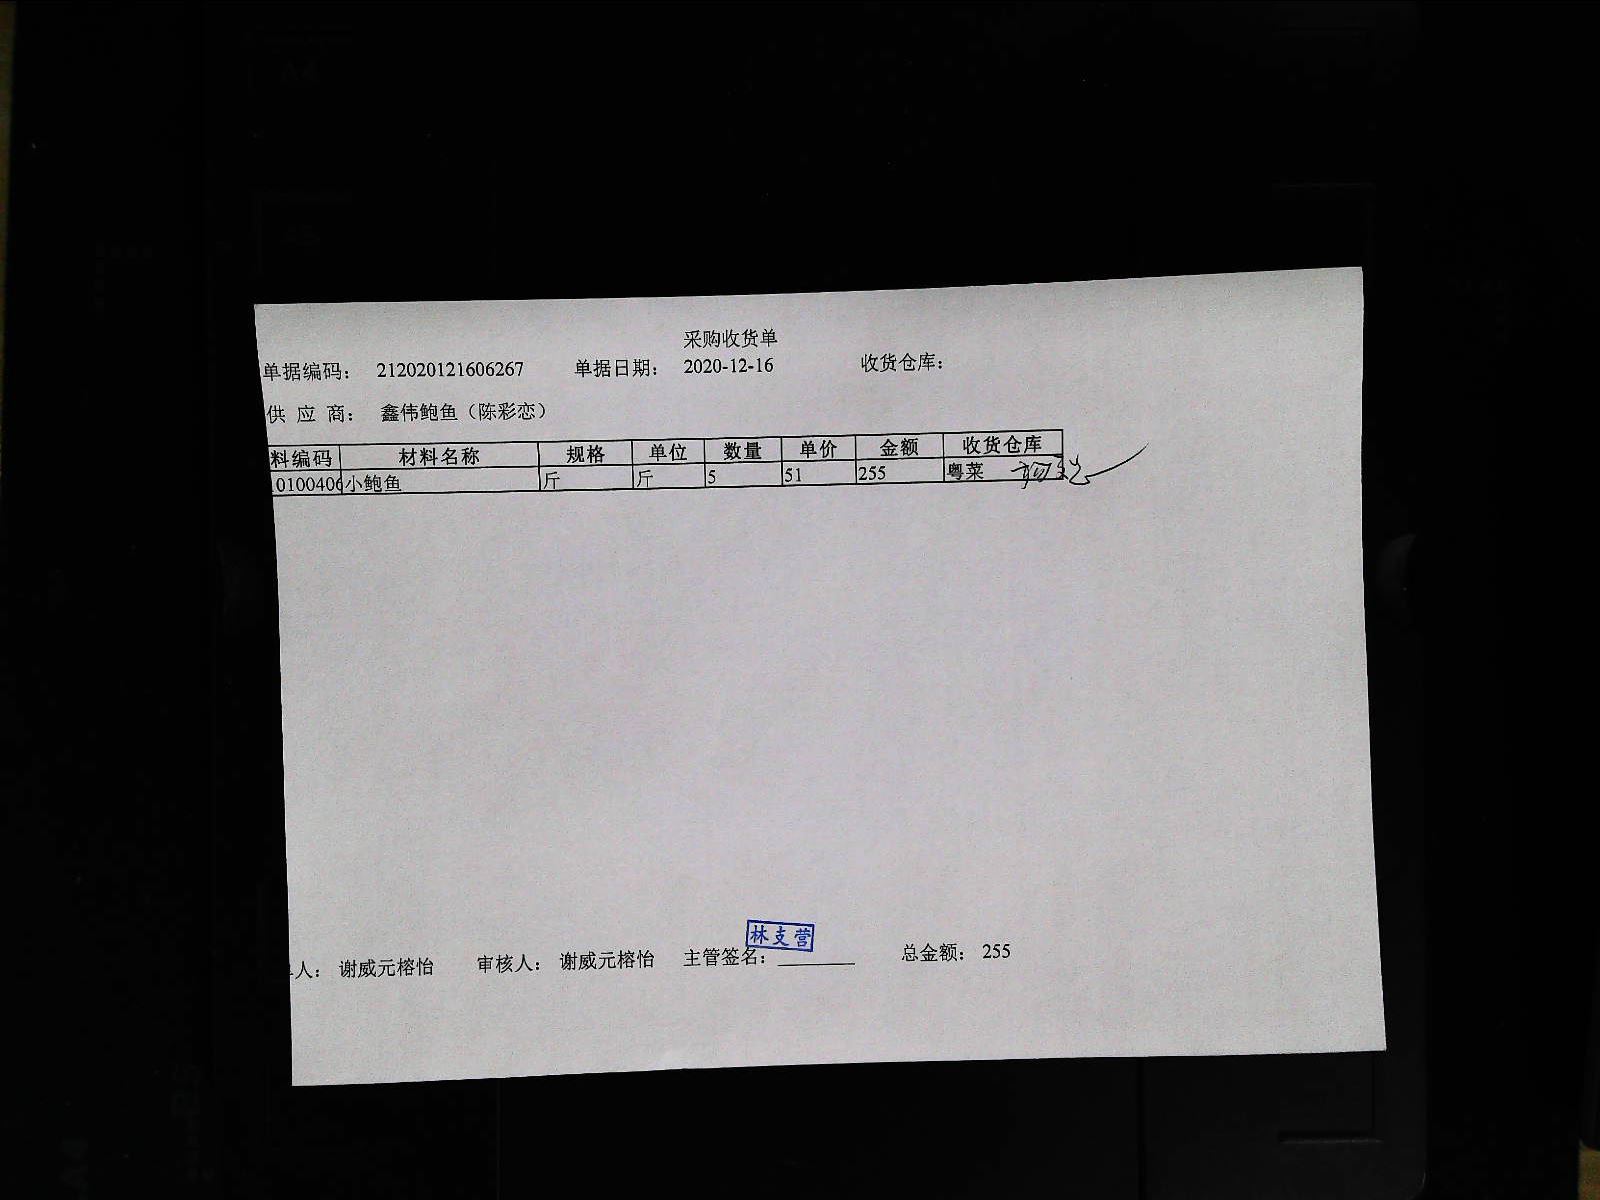 采购收货单
单据编码： 212020121606267 单据日期： 2020-12-16 收货仓库：
供 应 商： 鑫伟鲍鱼（陈彩恋）
料编码 材料名称 规格 单位 数量 单价 金额 收货仓库
0100406 小鲍鱼 斤 斤 5 51 255 粤菜
林支营
人： 谢威元榕怡 审核人： 谢威元榕怡 主管签名： 总金额： 255